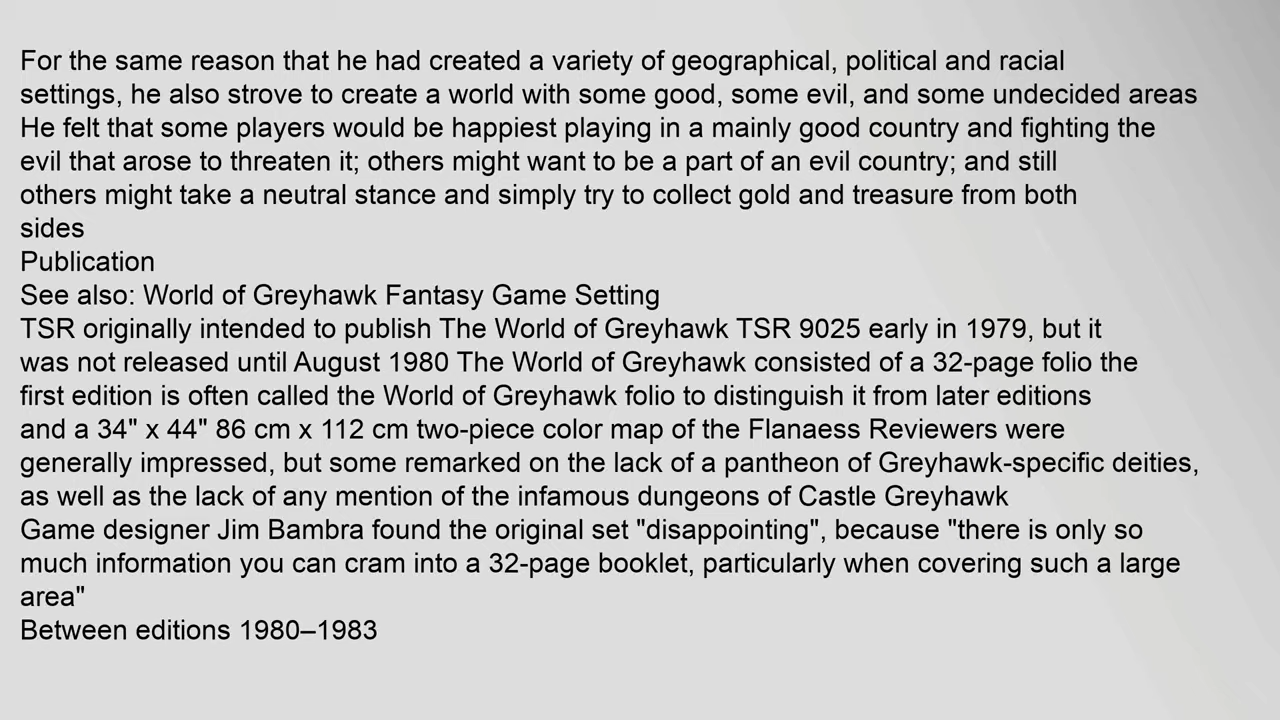 For the same reason that he had created a variety of geographical, political and racial
settings, he also strove to create a world with some good, some evil, and some undecided areas
He felt that some players would be happiest playing in a mainly good country and fighting the
evil that arose to threaten it; others might want to be a part of an evil country; and still
others might take a neutral stance and simply try to collect gold and treasure from both
sides
Publication
See also: World of Greyhawk Fantasy Game Setting
TSR originally intended to publish The World of Greyhawk TSR 9025 early in 1979, but it
was not released until August 1980 The World of Greyhawk consisted of a 32-page folio the
first edition is often called the World of Greyhawk folio to distinguish it from later editions
and a 34" x 44" 86 cm x 112 cm two-piece color map of the Flanaess Reviewers were
generally impressed, but some remarked on the lack of a pantheon of Greyhawk-specific deities,
as well as the lack of any mention of the infamous dungeons of Castle Greyhawk
Game designer Jim Bambra found the original set "disappointing", because "there is only so
much information you can cram into a 32-page booklet, particularly when covering such a large
area"
Between editions 1980–1983